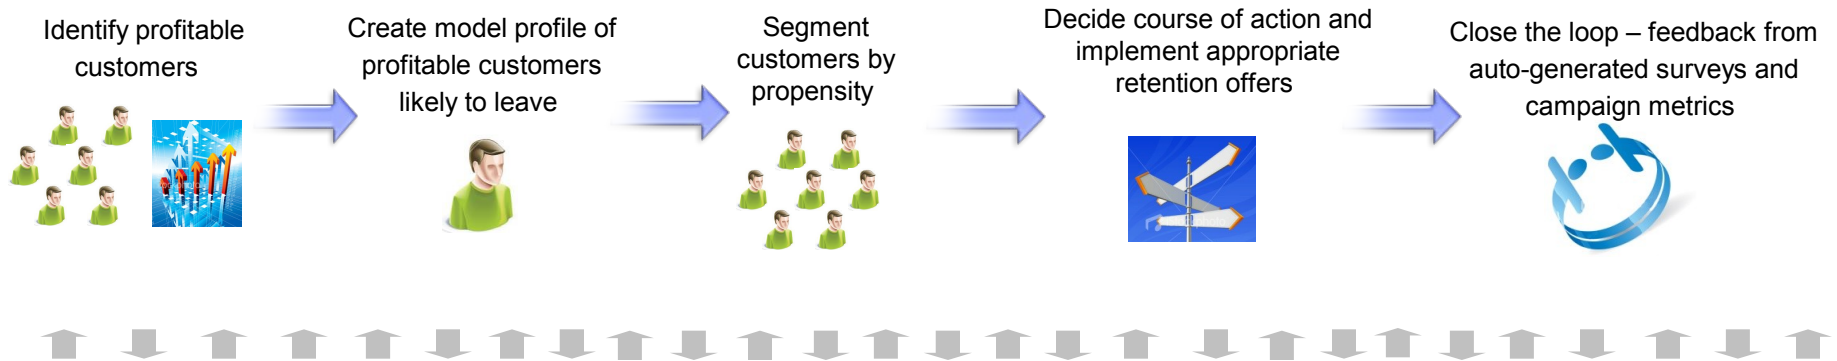 Identify profitable
customers
Create model profile of
profitable customers
likely to leave
Segment
customers by
propensity
Decide course of action and
implement appropriate
retention offers
Close the loop – feedback from
auto-generated surveys and
campaign metrics